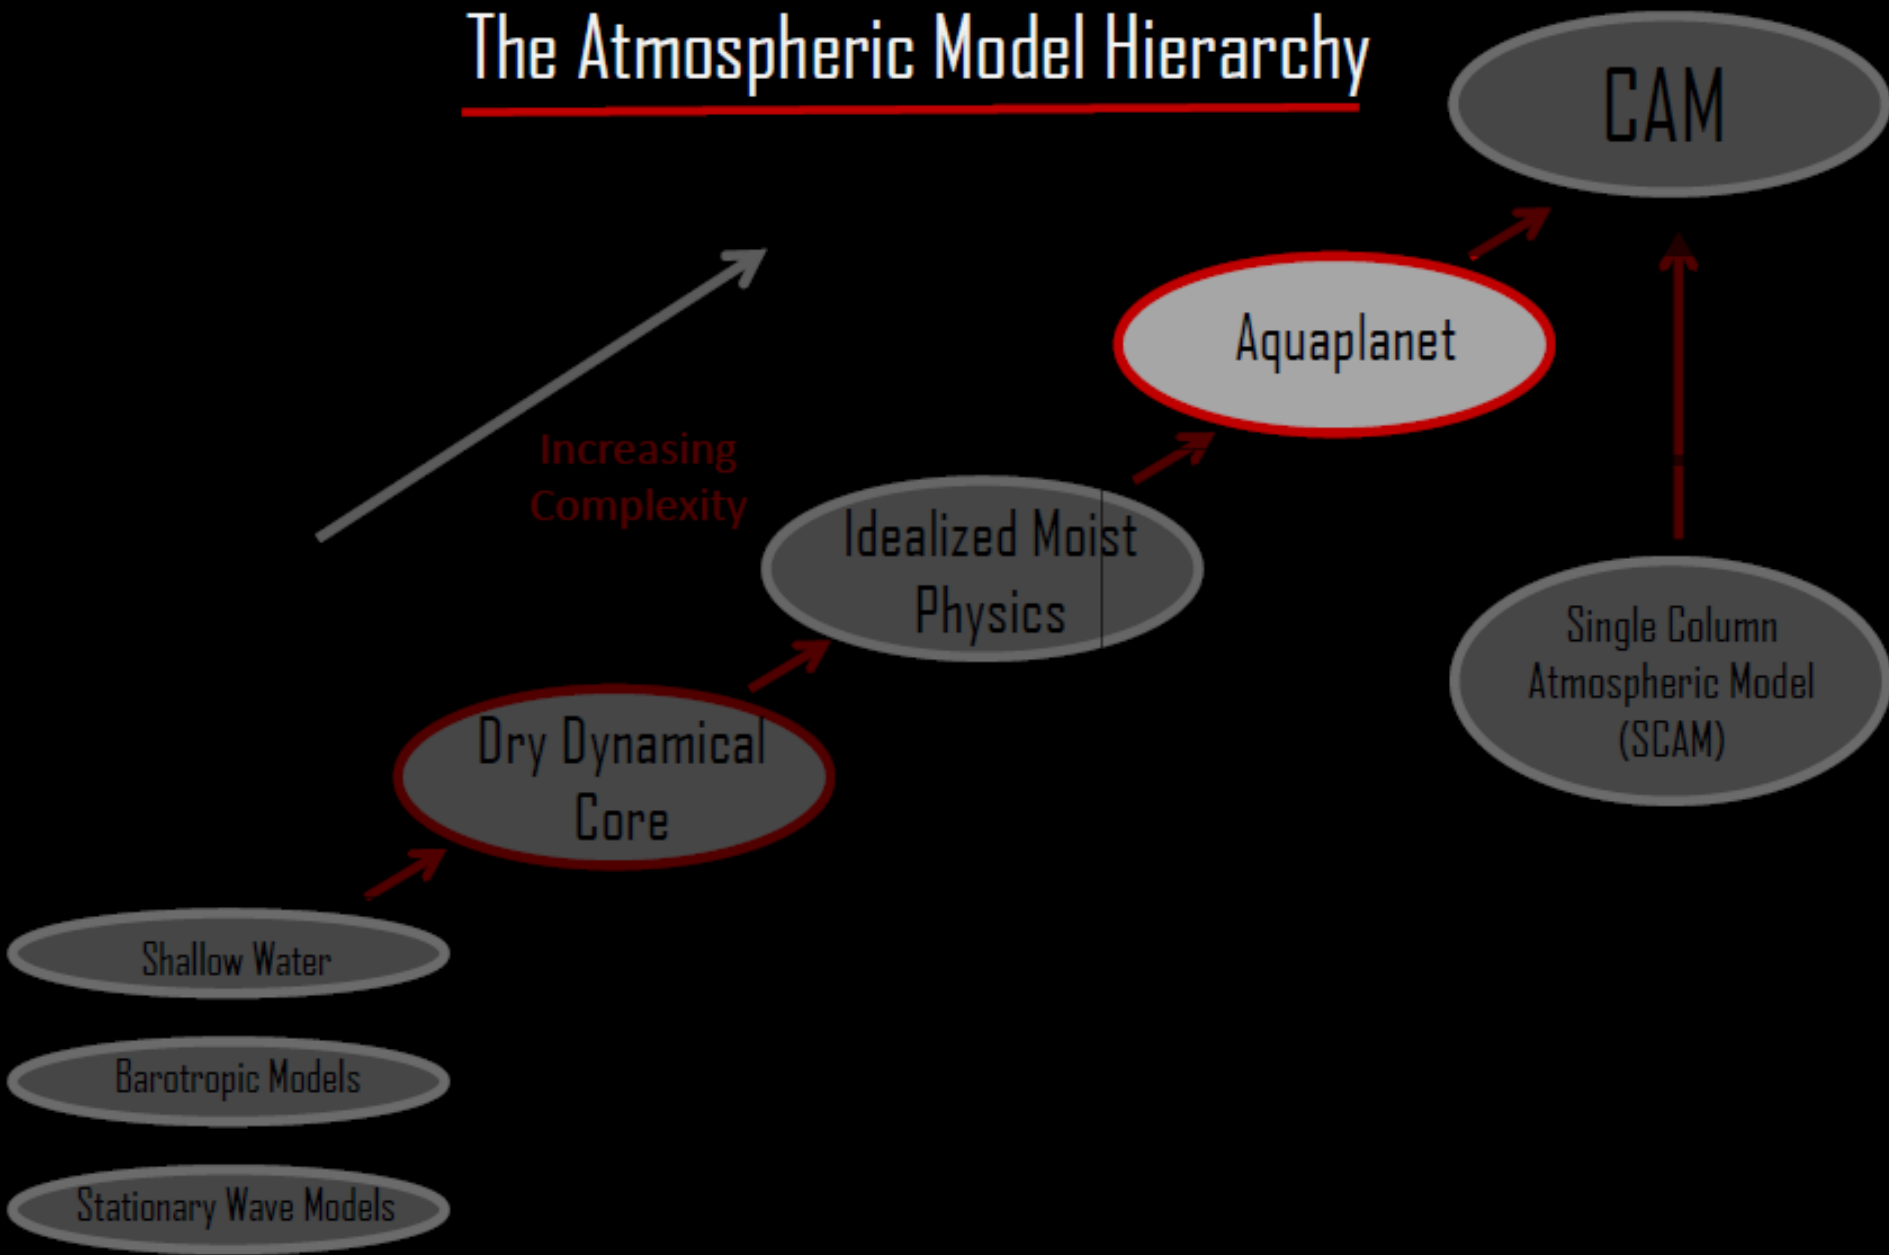 The Atmospheric Model Hierarchy
CAM
Aquaplanet
Increasing
Complexity
Idealized Moist
Physics
Single Column
Atmospheric Model
(SCAM)
Dry Dynamical
Core
Shallow Water
Barotropic Models
Stationary Wave Models